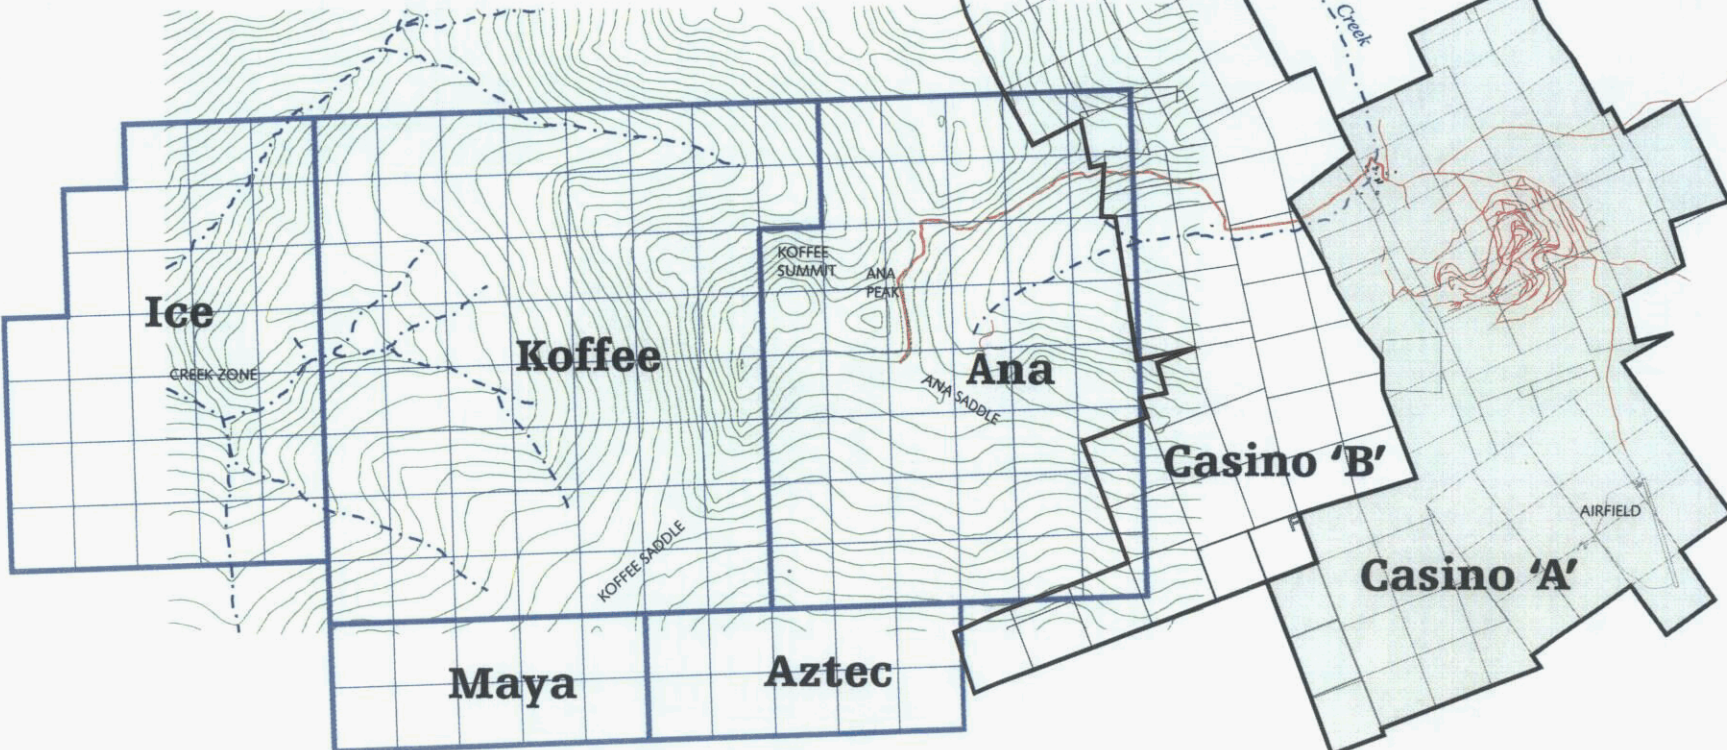 Creek
KOFFEE
SUMMIT
ANA
PEAK
Ice
Koffee
CREEK ZONE
Ana
ANA SADDLE
Casino ‘B’
AIRFIELD
KOFFEE SADDLE
Casino ‘A’
Maya
Aztec